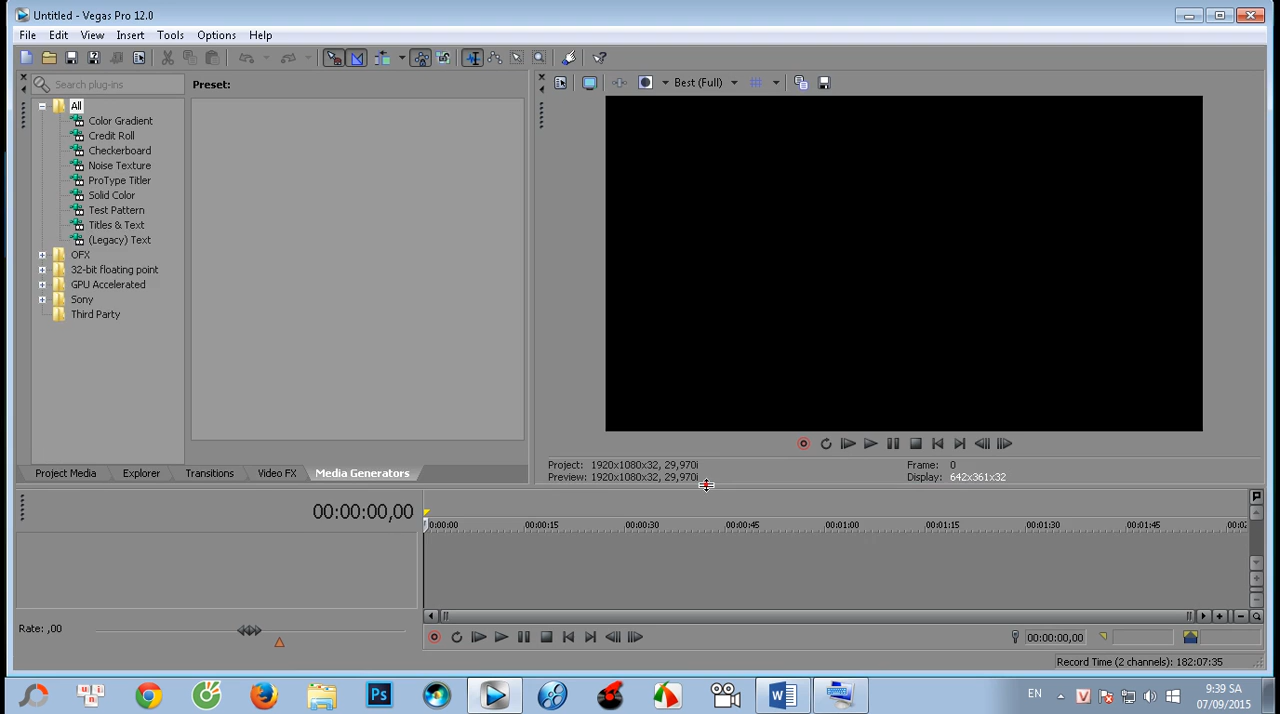 Untitled - Vegas Pro 12.0
File Edit View Insert Tools Options Help
Search plug-ins
Preset:
Best (Full)
All
Color Gradient
Credit Roll
Checkerboard
Noise Texture
ProType Titler
Solid Color
Test Pattern
Titles & Text
(Legacy) Text
OFX
32-bit floating point
GPU Accelerated
Sony
Third Party
Project: 1920x1080x32, 29,970i
Frame: 0
Preview: 1920x1080x32, 29,970i
Display: 642x361x32
Project Media Explorer Transitions Video FX Media Generators
00:00:00,00
00:00:15 00:00:30 00:00:45 00:01:00 00:01:15 00:01:30 00:01:45
Rate: ,00
00:00:00,00
Record Time (2 channels): 182:07:35
Ps
W
EN
V
9:39 SA
07/09/2015